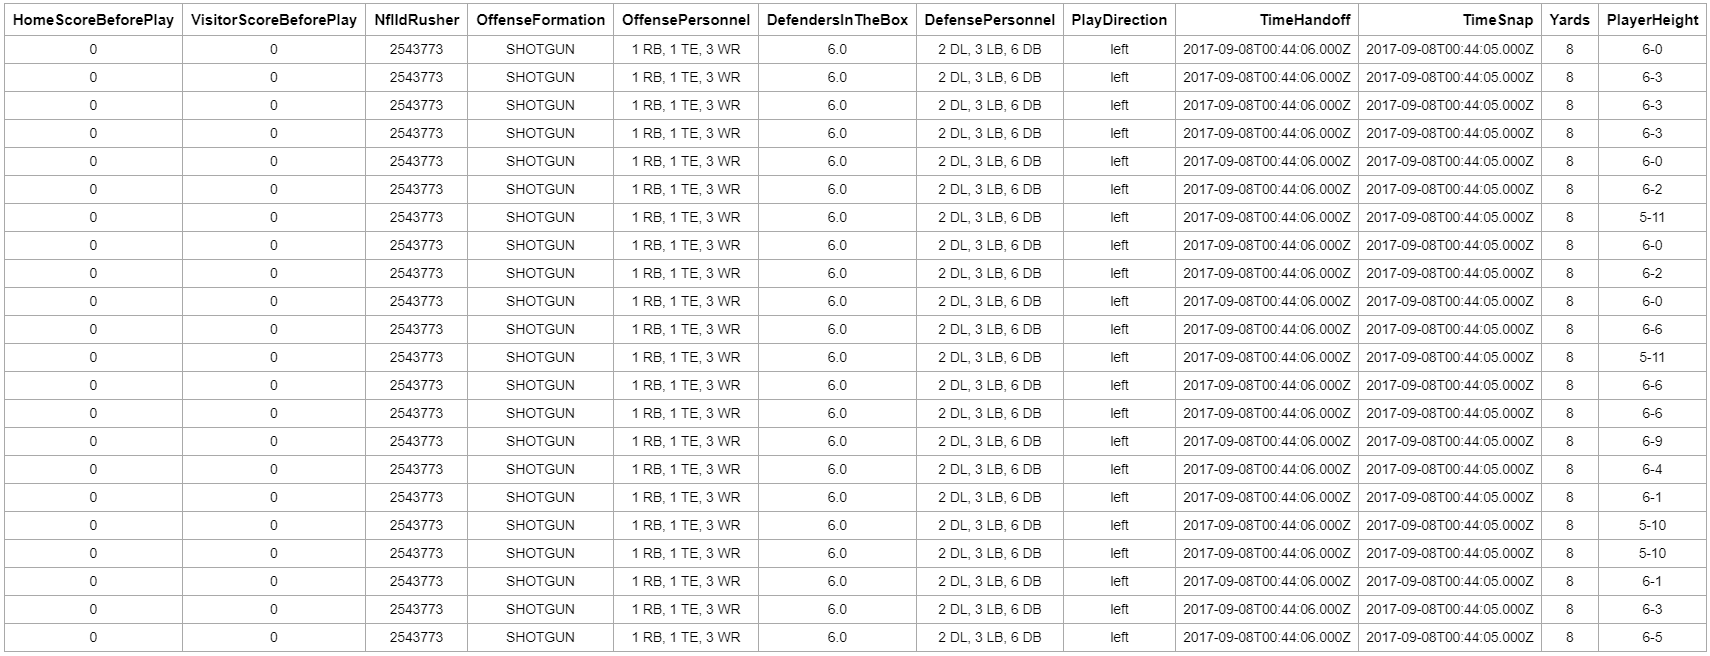 HomeScoreBeforePlay VisitorScoreBeforePlay NflIdRusher OffenseFormation OffensePersonnel DefendersInTheBox DefensePersonnel PlayDirection TimeHandoff TimeSnap Yards PlayerHeight
0 0 2543773 SHOTGUN 1 RB, 1 TE, 3 WR 6.0 2 DL, 3 LB, 6 DB left 2017-09-08T00:44:06.000Z 2017-09-08T00:44:05.000Z 8 6-0
0 0 2543773 SHOTGUN 1 RB, 1 TE, 3 WR 6.0 2 DL, 3 LB, 6 DB left 2017-09-08T00:44:06.000Z 2017-09-08T00:44:05.000Z 8 6-3
0 0 2543773 SHOTGUN 1 RB, 1 TE, 3 WR 6.0 2 DL, 3 LB, 6 DB left 2017-09-08T00:44:06.000Z 2017-09-08T00:44:05.000Z 8 6-3
0 0 2543773 SHOTGUN 1 RB, 1 TE, 3 WR 6.0 2 DL, 3 LB, 6 DB left 2017-09-08T00:44:06.000Z 2017-09-08T00:44:05.000Z 8 6-3
0 0 2543773 SHOTGUN 1 RB, 1 TE, 3 WR 6.0 2 DL, 3 LB, 6 DB left 2017-09-08T00:44:06.000Z 2017-09-08T00:44:05.000Z 8 6-0
0 0 2543773 SHOTGUN 1 RB, 1 TE, 3 WR 6.0 2 DL, 3 LB, 6 DB left 2017-09-08T00:44:06.000Z 2017-09-08T00:44:05.000Z 8 6-2
0 0 2543773 SHOTGUN 1 RB, 1 TE, 3 WR 6.0 2 DL, 3 LB, 6 DB left 2017-09-08T00:44:06.000Z 2017-09-08T00:44:05.000Z 8 5-11
0 0 2543773 SHOTGUN 1 RB, 1 TE, 3 WR 6.0 2 DL, 3 LB, 6 DB left 2017-09-08T00:44:06.000Z 2017-09-08T00:44:05.000Z 8 6-0
0 0 2543773 SHOTGUN 1 RB, 1 TE, 3 WR 6.0 2 DL, 3 LB, 6 DB left 2017-09-08T00:44:06.000Z 2017-09-08T00:44:05.000Z 8 6-2
0 0 2543773 SHOTGUN 1 RB, 1 TE, 3 WR 6.0 2 DL, 3 LB, 6 DB left 2017-09-08T00:44:06.000Z 2017-09-08T00:44:05.000Z 8 6-0
0 0 2543773 SHOTGUN 1 RB, 1 TE, 3 WR 6.0 2 DL, 3 LB, 6 DB left 2017-09-08T00:44:06.000Z 2017-09-08T00:44:05.000Z 8 6-6
0 0 2543773 SHOTGUN 1 RB, 1 TE, 3 WR 6.0 2 DL, 3 LB, 6 DB left 2017-09-08T00:44:06.000Z 2017-09-08T00:44:05.000Z 8 5-11
0 0 2543773 SHOTGUN 1 RB, 1 TE, 3 WR 6.0 2 DL, 3 LB, 6 DB left 2017-09-08T00:44:06.000Z 2017-09-08T00:44:05.000Z 8 6-6
0 0 2543773 SHOTGUN 1 RB, 1 TE, 3 WR 6.0 2 DL, 3 LB, 6 DB left 2017-09-08T00:44:06.000Z 2017-09-08T00:44:05.000Z 8 6-6
0 0 2543773 SHOTGUN 1 RB, 1 TE, 3 WR 6.0 2 DL, 3 LB, 6 DB left 2017-09-08T00:44:06.000Z 2017-09-08T00:44:05.000Z 8 6-9
0 0 2543773 SHOTGUN 1 RB, 1 TE, 3 WR 6.0 2 DL, 3 LB, 6 DB left 2017-09-08T00:44:06.000Z 2017-09-08T00:44:05.000Z 8 6-4
0 0 2543773 SHOTGUN 1 RB, 1 TE, 3 WR 6.0 2 DL, 3 LB, 6 DB left 2017-09-08T00:44:06.000Z 2017-09-08T00:44:05.000Z 8 6-1
0 0 2543773 SHOTGUN 1 RB, 1 TE, 3 WR 6.0 2 DL, 3 LB, 6 DB left 2017-09-08T00:44:06.000Z 2017-09-08T00:44:05.000Z 8 5-10
0 0 2543773 SHOTGUN 1 RB, 1 TE, 3 WR 6.0 2 DL, 3 LB, 6 DB left 2017-09-08T00:44:06.000Z 2017-09-08T00:44:05.000Z 8 5-10
0 0 2543773 SHOTGUN 1 RB, 1 TE, 3 WR 6.0 2 DL, 3 LB, 6 DB left 2017-09-08T00:44:06.000Z 2017-09-08T00:44:05.000Z 8 6-1
0 0 2543773 SHOTGUN 1 RB, 1 TE, 3 WR 6.0 2 DL, 3 LB, 6 DB left 2017-09-08T00:44:06.000Z 2017-09-08T00:44:05.000Z 8 6-3
0 0 2543773 SHOTGUN 1 RB, 1 TE, 3 WR 6.0 2 DL, 3 LB, 6 DB left 2017-09-08T00:44:06.000Z 2017-09-08T00:44:05.000Z 8 6-5